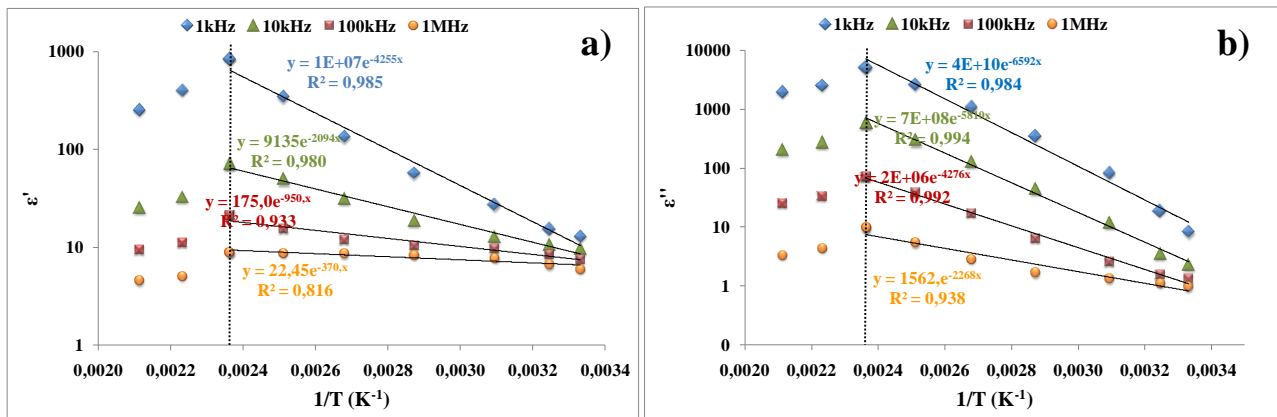 1kHz 10kHz 100kHz 1MHz
a)
1000
100
10
1
ε'
y = 1E+07e-4255x
R² = 0,985
y = 9135e-2094x
R² = 0,980
y = 175,0e-950,x
R² = 0,933
y = 22,45e-370,x
R² = 0,816
0,0020 0,0022 0,0024 0,0026 0,0028 0,0030 0,0032 0,0034
1/T (K-1)
1kHz 10kHz 100kHz 1MHz
b)
10000
1000
100
10
1
0
ε''
y = 4E+10e-6592x
R² = 0,984
y = 7E+08e-5810x
R² = 0,994
y = 2E+06e-4276x
R² = 0,992
y = 1562,e-2268x
R² = 0,938
0,0020 0,0022 0,0024 0,0026 0,0028 0,0030 0,0032 0,0034
1/T (K-1)